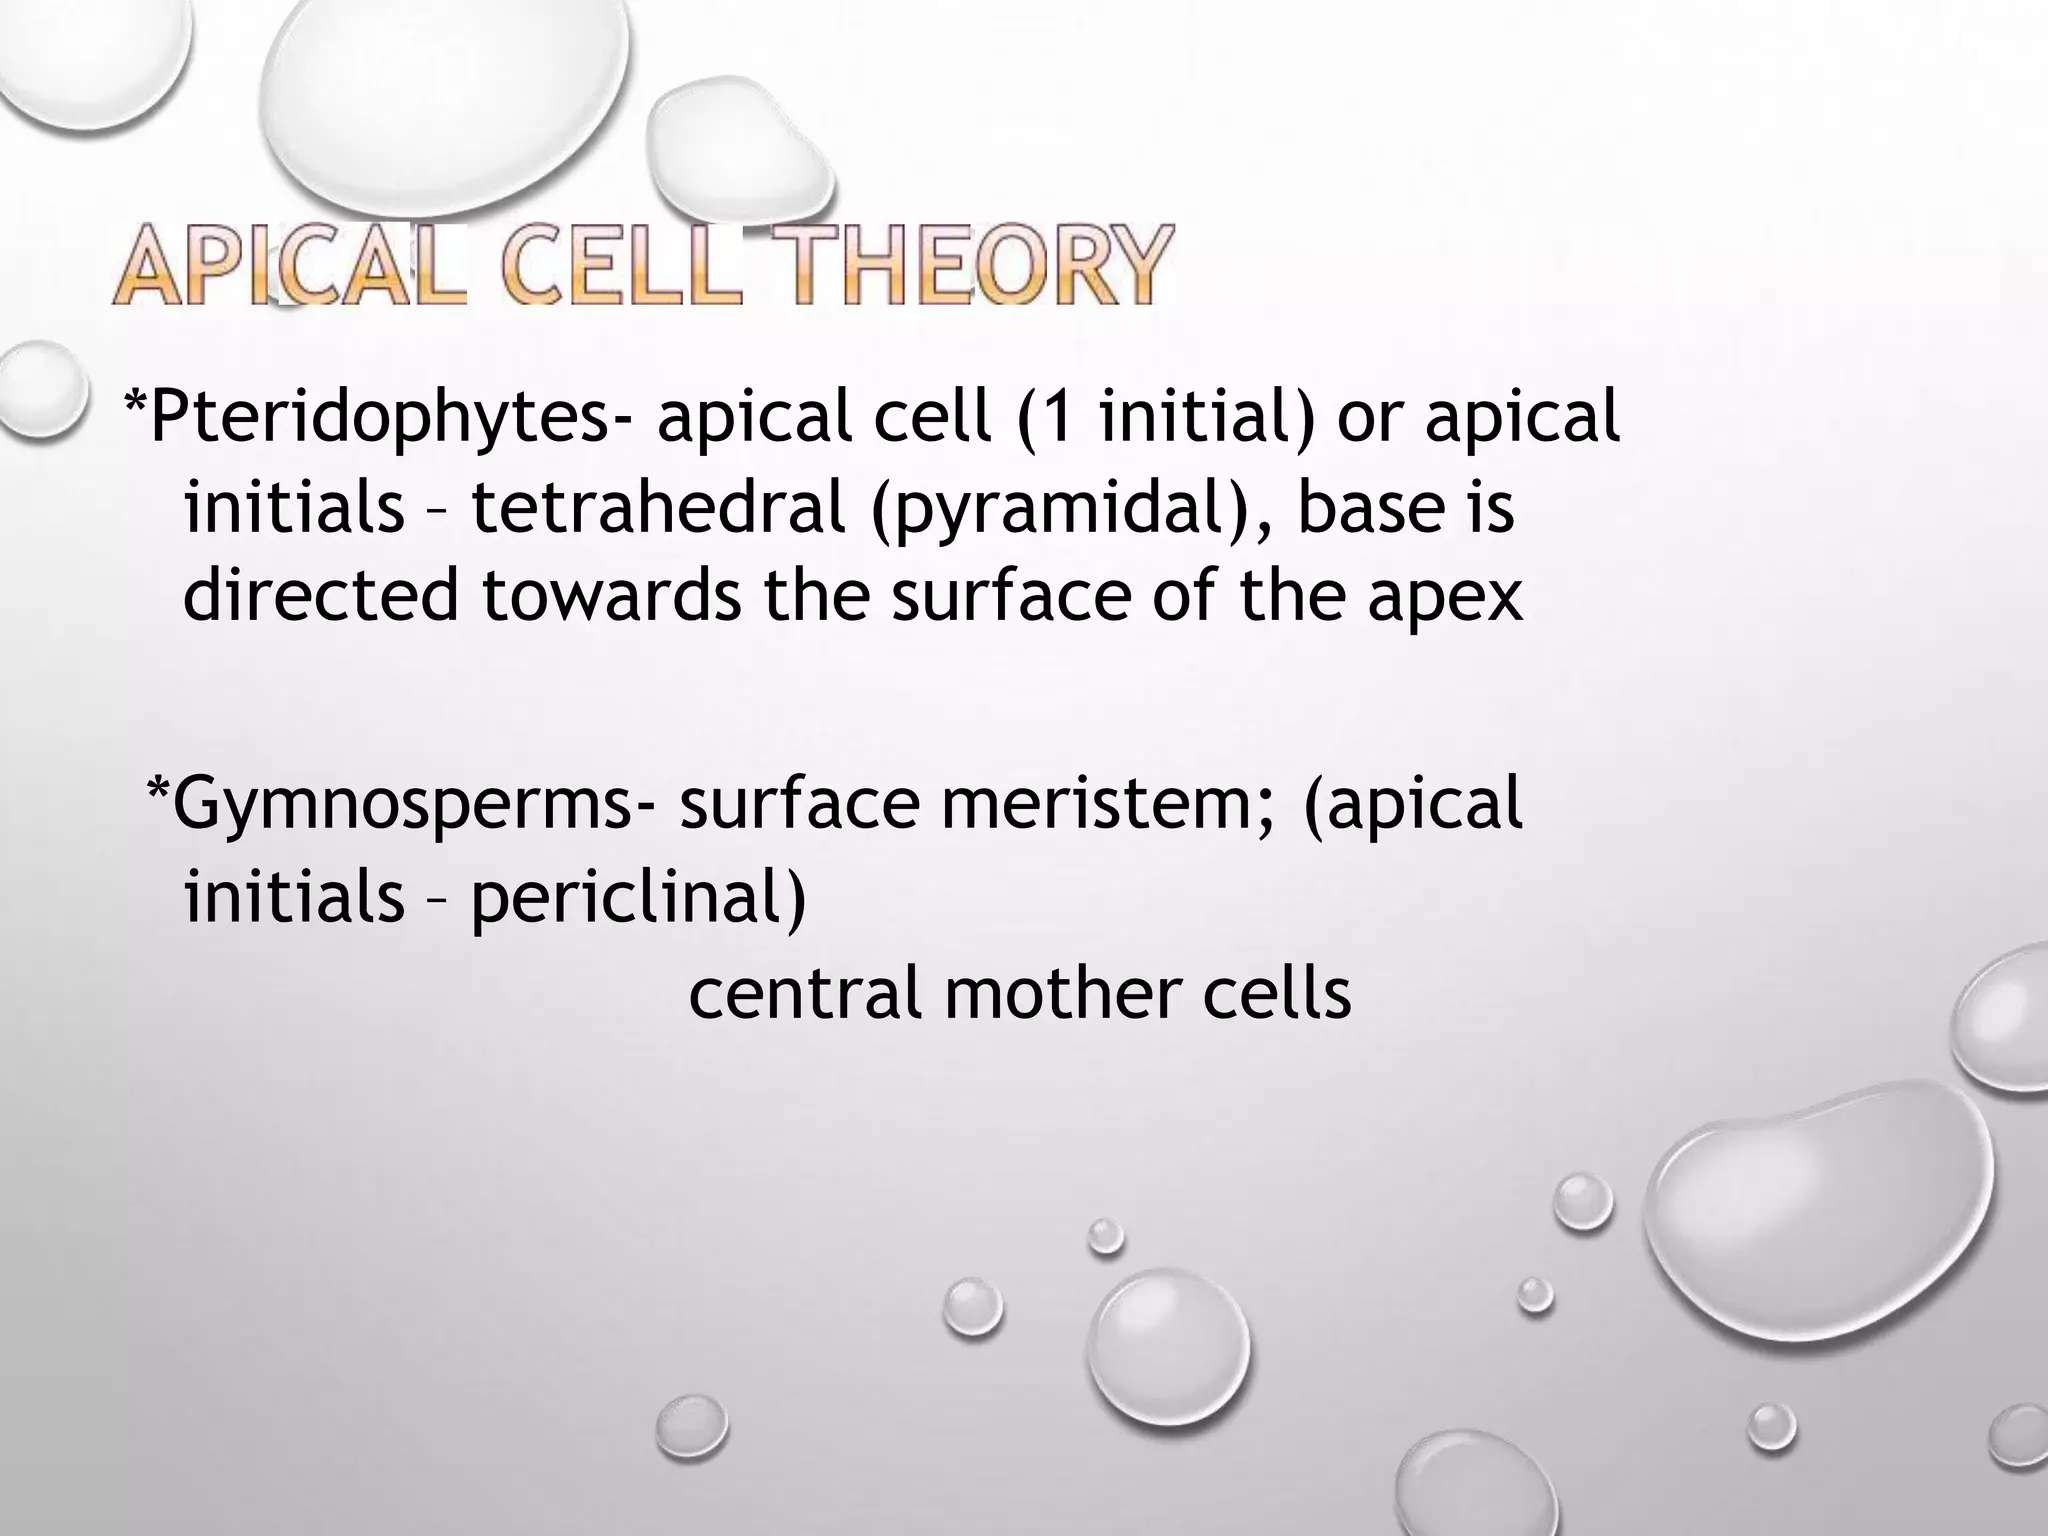 APICAL CELL THEORY
*Pteridophytes- apical cell (1 initial) or apical
initials – tetrahedral (pyramidal), base is
directed towards the surface of the apex
*Gymnosperms- surface meristem; (apical
initials – periclinal)
central mother cells